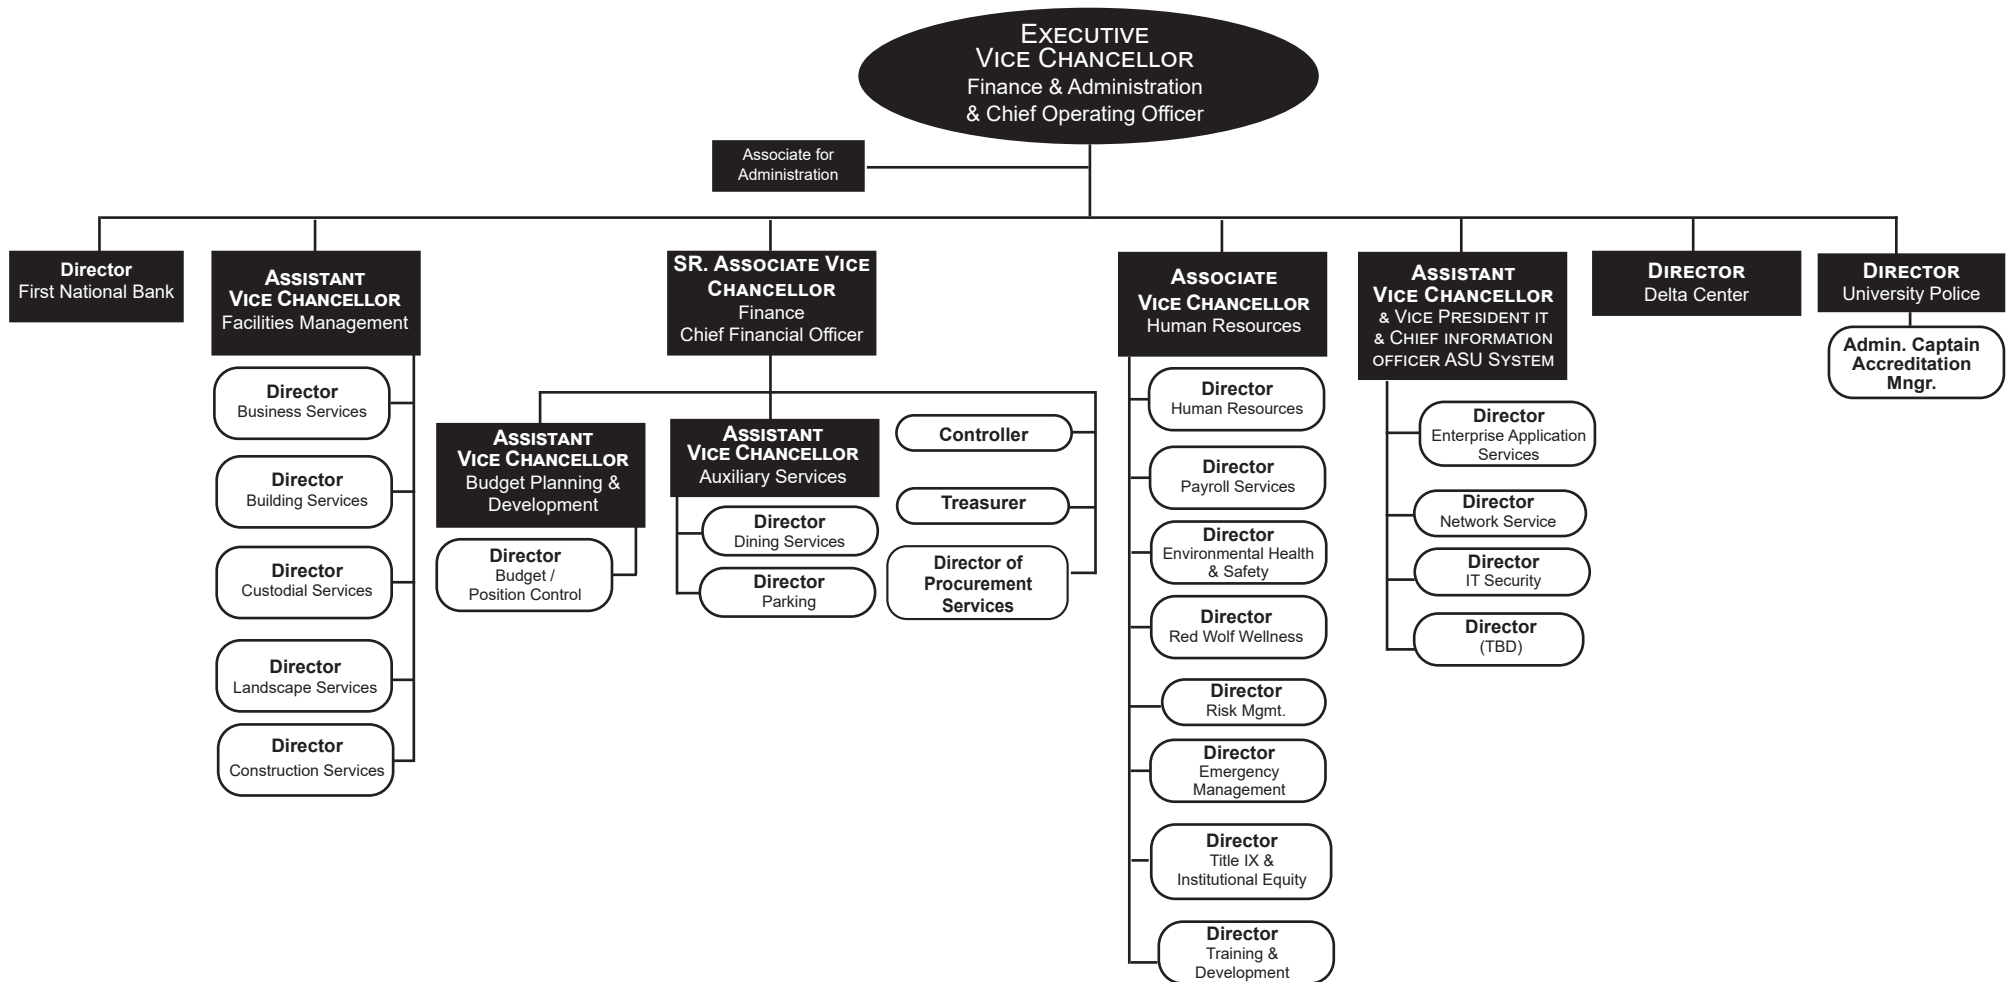 EXECUTIVE
VICE CHANCELLOR
Finance & Administration
& Chief Operating Officer
Associate for
Administration
Director
First National Bank
ASSISTANT
VICE CHANCELLOR
Facilities Management
Director
Business Services
Director
Building Services
Director
Custodial Services
Director
Landscape Services
Director
Construction Services
SR. ASSOCIATE VICE
CHANCELLOR
Finance
Chief Financial Officer
ASSISTANT
VICE CHANCELLOR
Budget Planning &
Development
Director
Budget /
Position Control
ASSISTANT
VICE CHANCELLOR
Auxiliary Services
Director
Dining Services
Director
Parking
Controller
Treasurer
Director of
Procurement
Services
ASSOCIATE
VICE CHANCELLOR
Human Resources
Director
Human Resources
Director
Payroll Services
Director
Environmental Health
& Safety
Director
Red Wolf Wellness
Director
Risk Mgmt.
Director
Emergency
Management
Director
Title IX &
Institutional Equity
Director
Training &
Development
ASSISTANT
VICE CHANCELLOR
& VICE PRESIDENT IT
& CHIEF INFORMATION
OFFICER ASU SYSTEM
Director
Enterprise Application
Services
Director
Network Service
Director
IT Security
Director
(TBD)
DIRECTOR
Delta Center
DIRECTOR
University Police
Admin. Captain
Accreditation
Mngr.